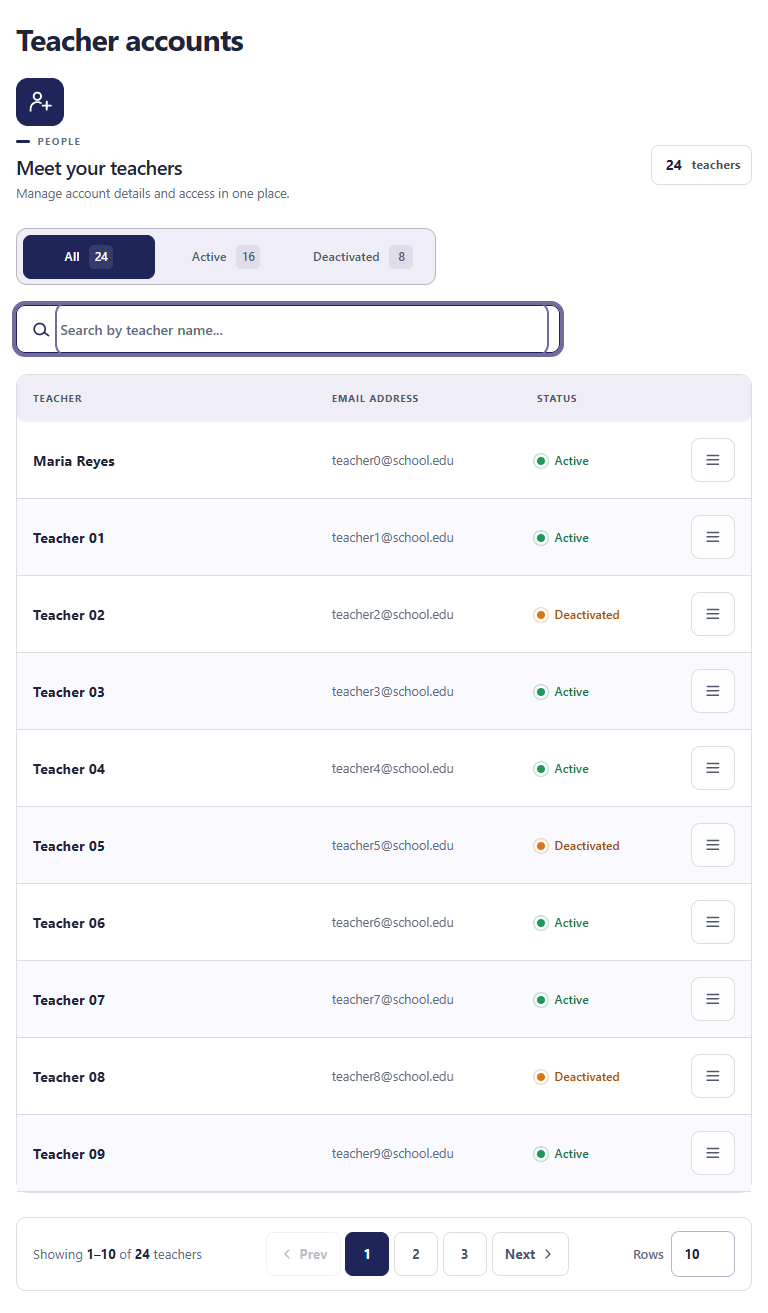 Teacher accounts
PEOPLE
Meet your teachers
24 teachers
Manage account details and access in one place.
All 24 Active 16 Deactivated 8
Search by teacher name...
TEACHER EMAIL ADDRESS STATUS
Maria Reyes teacher0@school.edu Active
Teacher 01 teacher1@school.edu Active
Teacher 02 teacher2@school.edu Deactivated
Teacher 03 teacher3@school.edu Active
Teacher 04 teacher4@school.edu Active
Teacher 05 teacher5@school.edu Deactivated
Teacher 06 teacher6@school.edu Active
Teacher 07 teacher7@school.edu Active
Teacher 08 teacher8@school.edu Deactivated
Teacher 09 teacher9@school.edu Active
Showing 1–10 of 24 teachers Prev 1 2 3 Next Rows 10